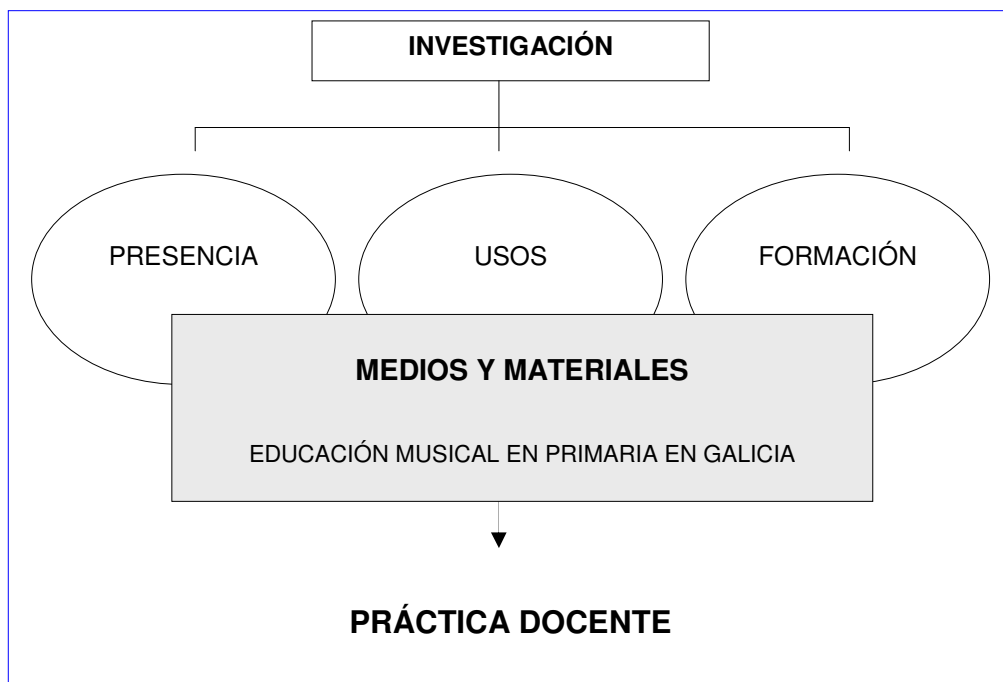 INVESTIGACIÓN
PRESENCIA
USOS
FORMACIÓN
MEDIOS Y MATERIALES
EDUCACIÓN MUSICAL EN PRIMARIA EN GALICIA
PRÁCTICA DOCENTE